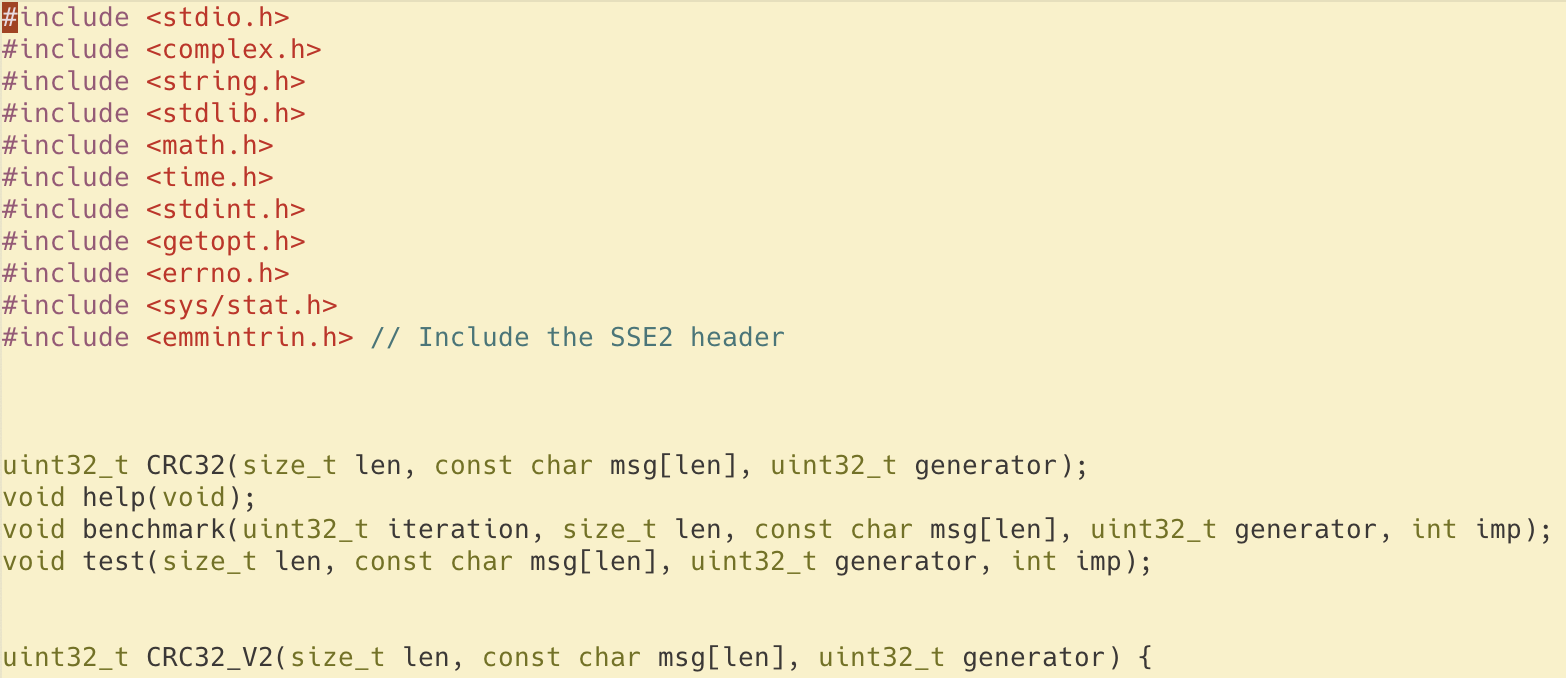 #include <stdio.h>
#include <complex.h>
#include <string.h>
#include <stdlib.h>
#include <math.h>
#include <time.h>
#include <stdint.h>
#include <getopt.h>
#include <errno.h>
#include <sys/stat.h>
#include <emmintrin.h> // Include the SSE2 header
uint32_t CRC32(size_t len, const char msg[len], uint32_t generator);
void help(void);
void benchmark(uint32_t iteration, size_t len, const char msg[len], uint32_t generator, int imp);
void test(size_t len, const char msg[len], uint32_t generator, int imp);
uint32_t CRC32_V2(size_t len, const char msg[len], uint32_t generator) {